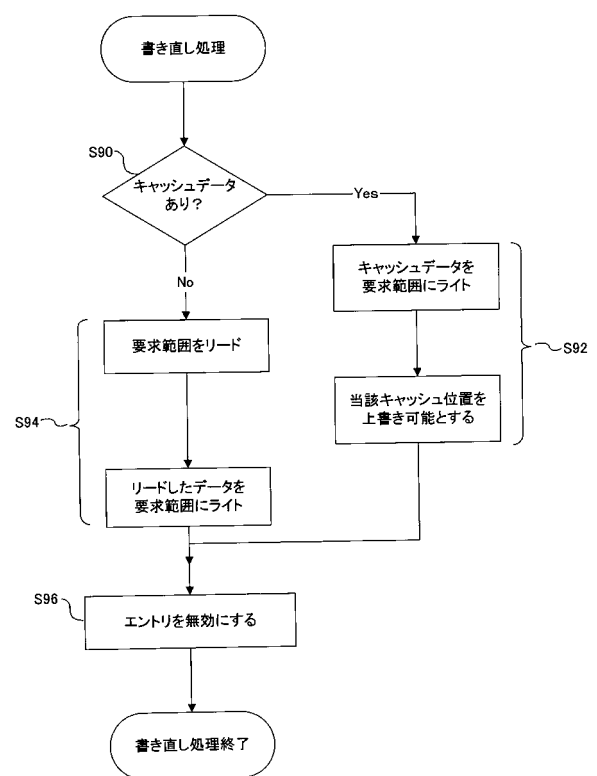 書き直し処理
S90
キャッシュデータ
あり？
Yes
No
キャッシュデータを
要求範囲にライト
当該キャッシュ位置を
上書き可能とする
S92
要求範囲をリード
リードしたデータを
要求範囲にライト
S94
S96
エントリを無効にする
書き直し処理終了